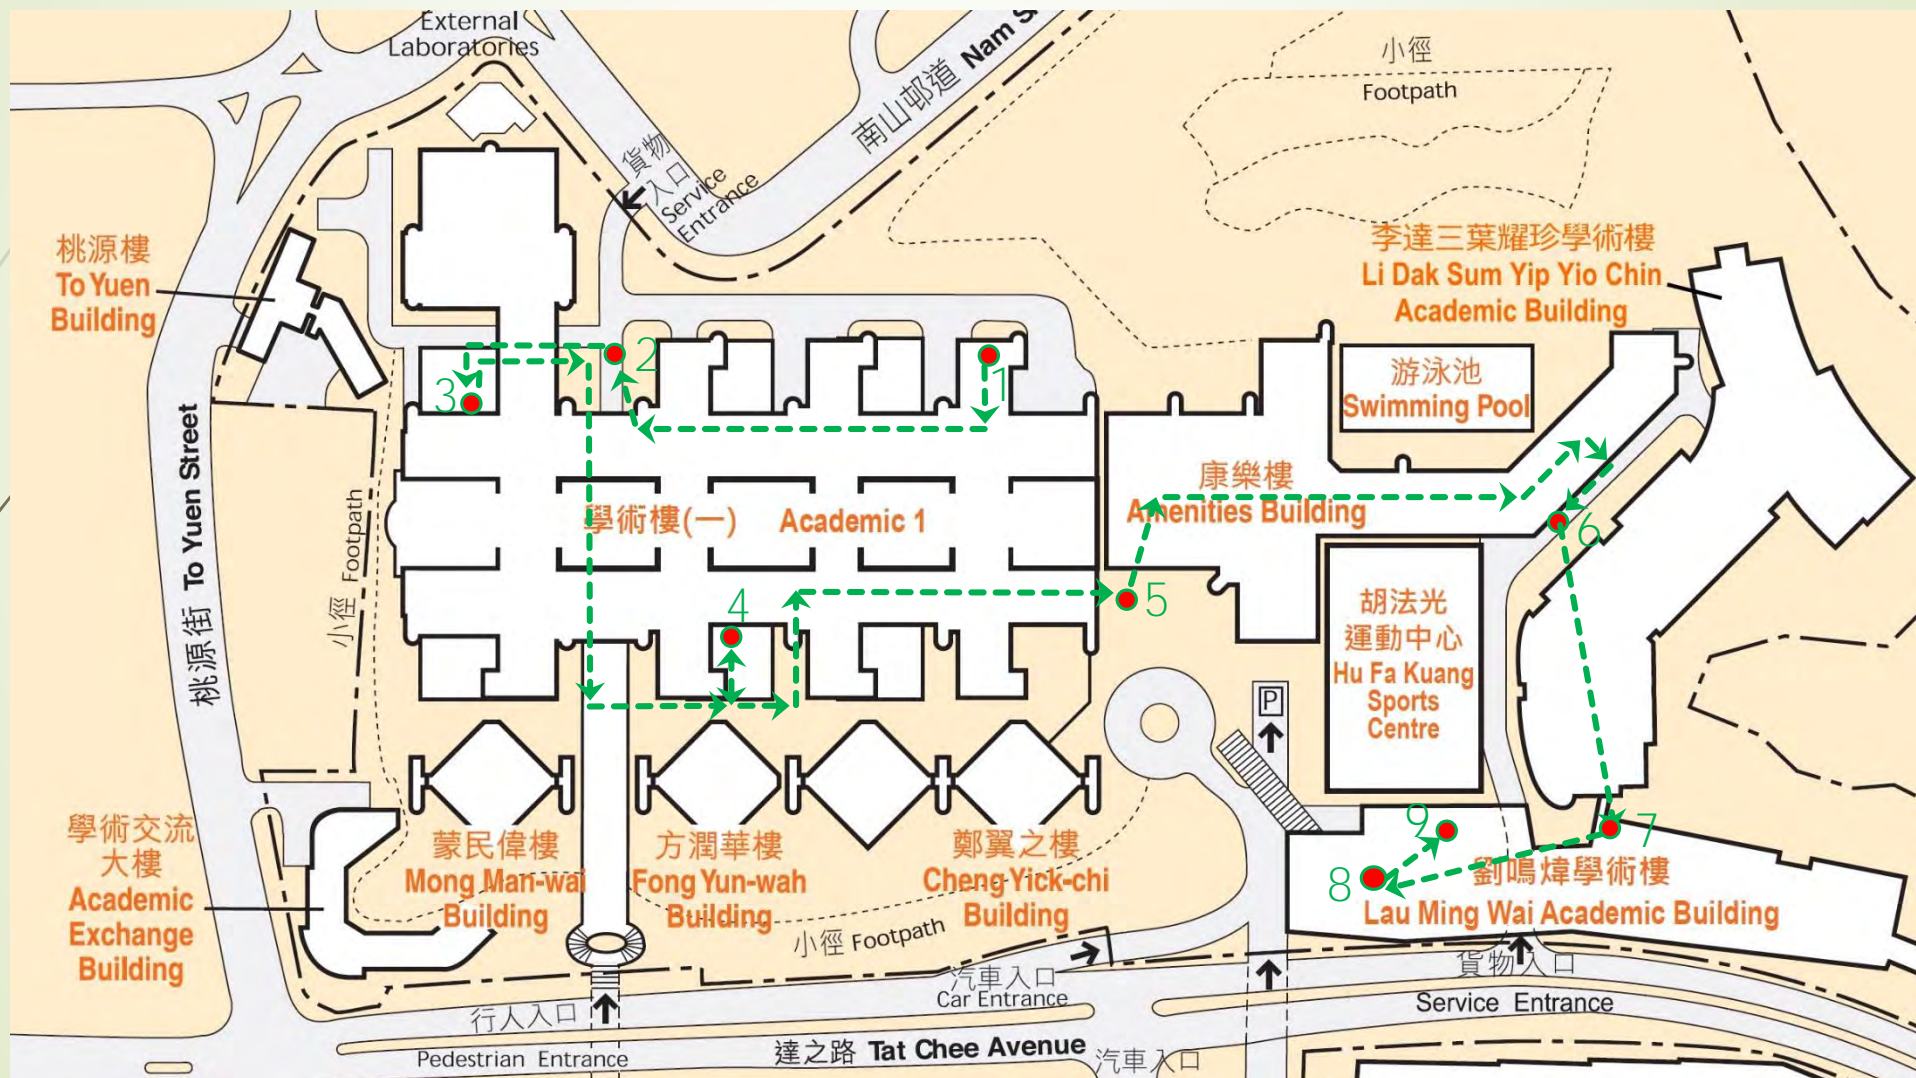 External
Laboratories
南山邨道 Nam S
小徑
Footpath
貨物
入口
Service
Entrance
桃源樓
To Yuen
Building
李達三葉耀珍學術樓
Li Dak Sum Yip Yio Chin
Academic Building
游泳池
Swimming Pool
1
2
3
桃源街 To Yuen Street
小徑 Footpath
康樂樓
Amenities Building
學術樓(一) Academic 1
4
5
6
胡法光
運動中心
Hu Fa Kuang
Sports
Centre
P
學術交流
大樓
Academic
Exchange
Building
蒙民偉樓
Mong Man-wai
Building
方潤華樓
Fong Yun-wah
Building
鄭翼之樓
Cheng Yick-chi
Building
7
8
9
劉鳴煒學術樓
Lau Ming Wai Academic Building
小徑 Footpath
汽車入口
Car Entrance
貨物入口
Service Entrance
行人入口
Pedestrian Entrance
達之路 Tat Chee Avenue
汽車入口